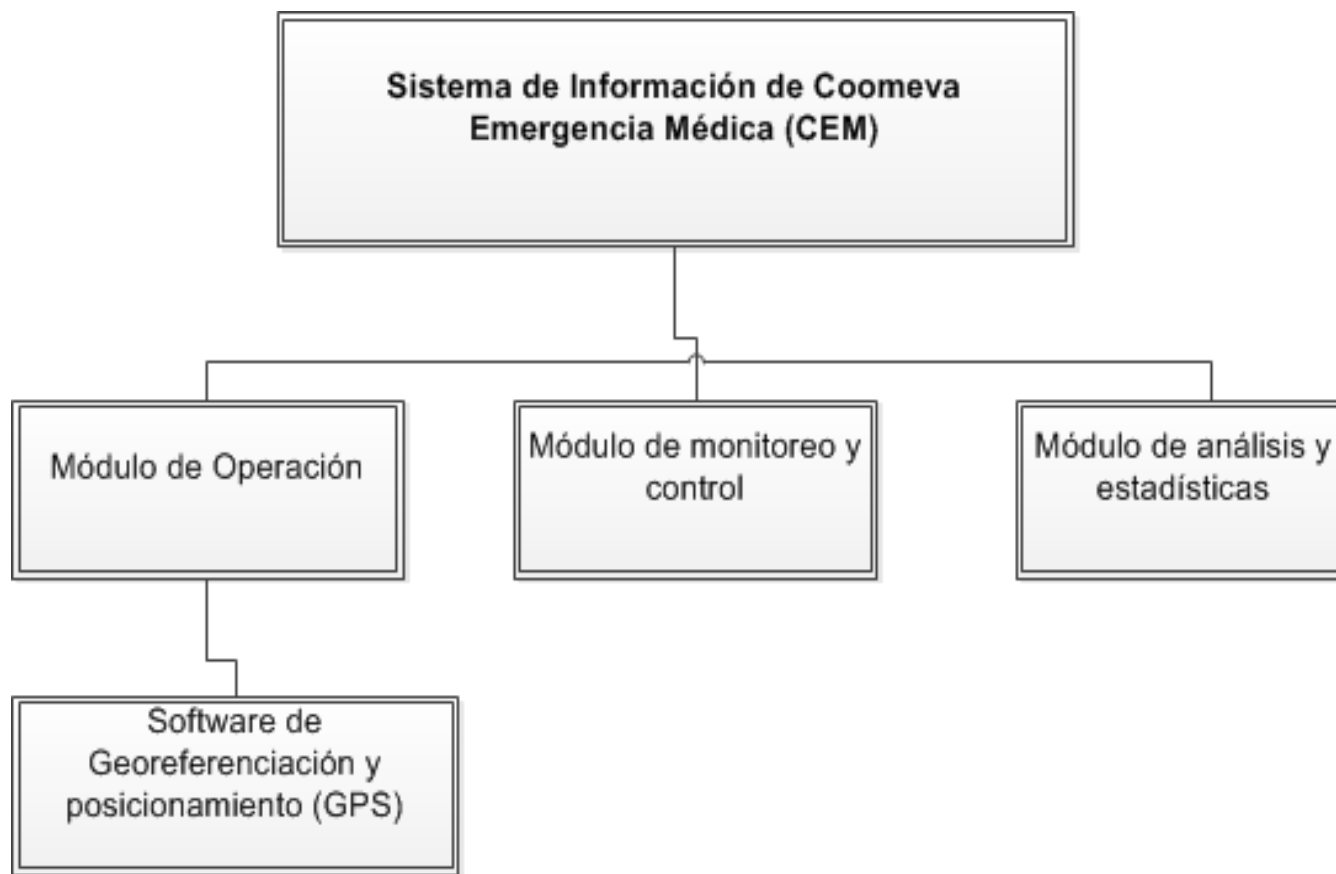 Sistema de Información de Coomeva
Emergencia Médica (CEM)
Módulo de Operación
Módulo de monitoreo y
control
Módulo de análisis y
estadísticas
Software de
Georeferenciación y
posicionamiento (GPS)